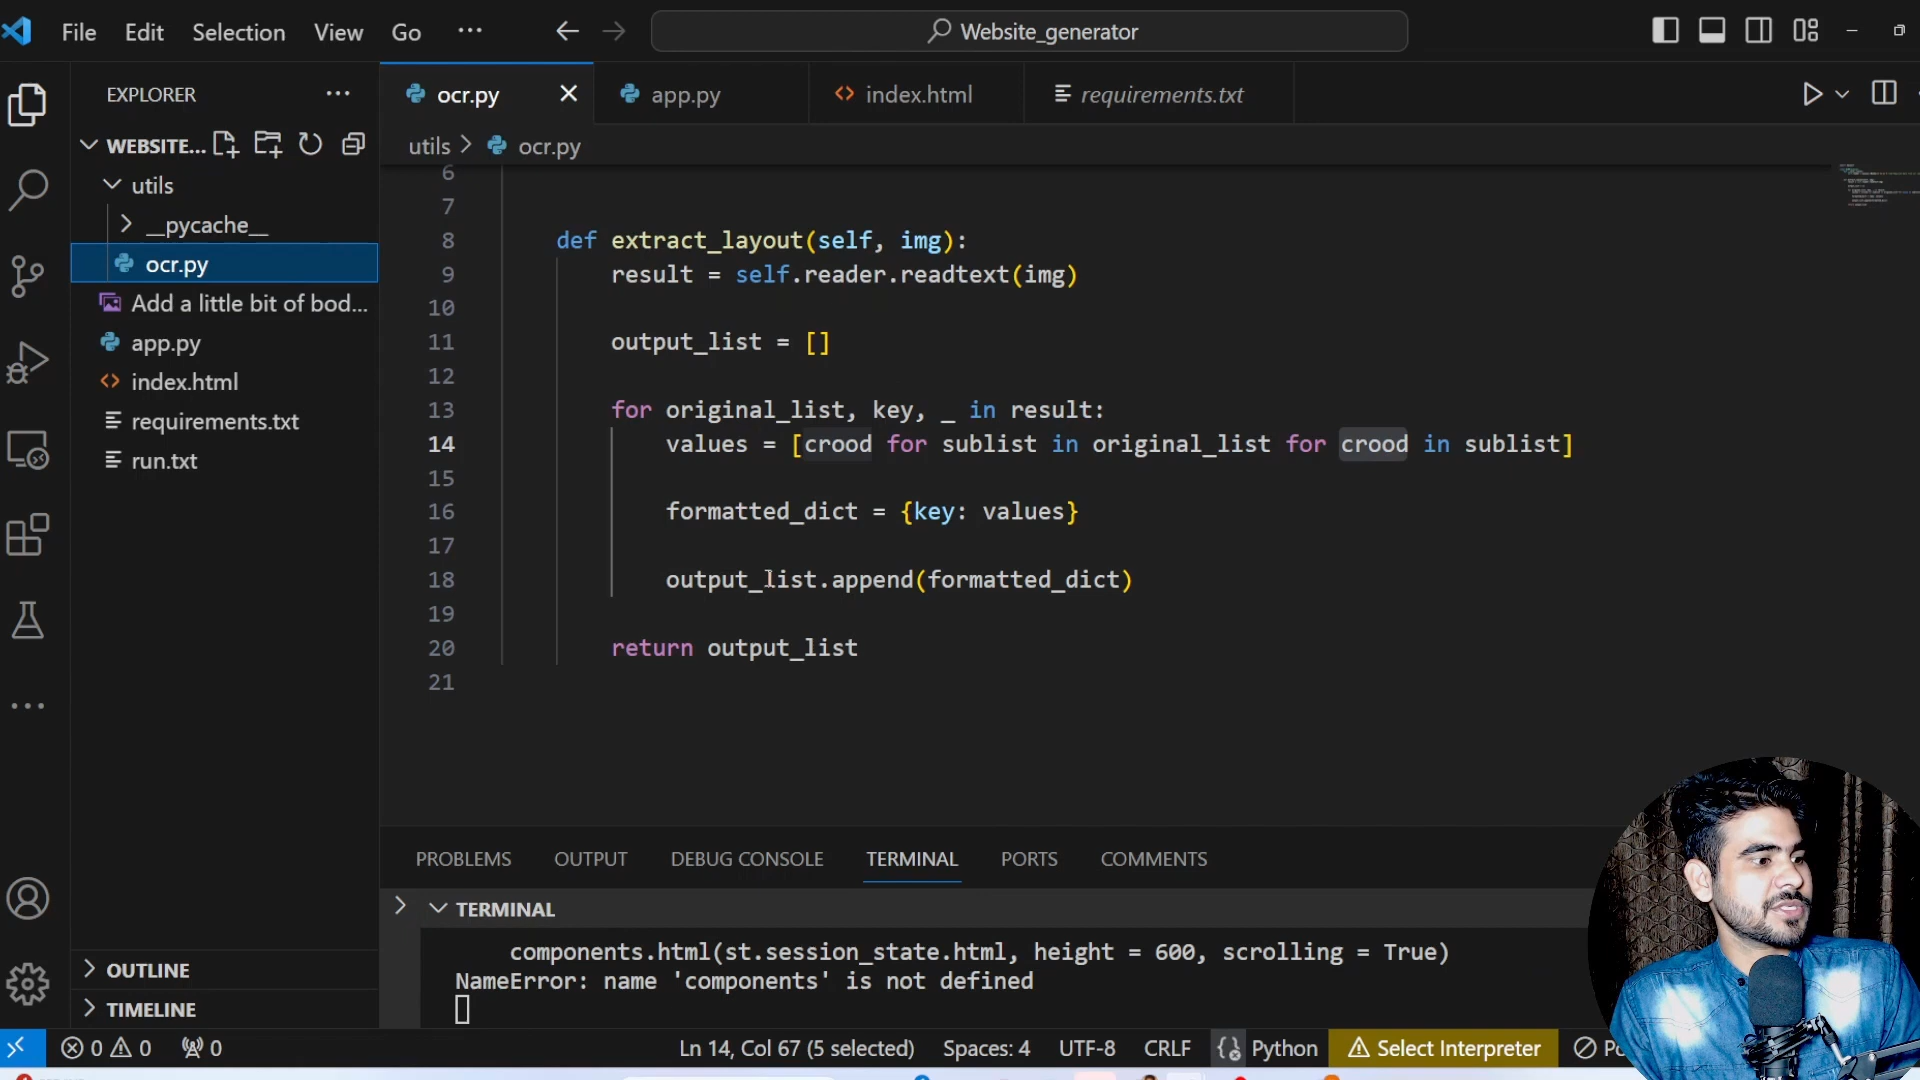 File Edit Selection View Go ··· Website_generator
EXPLORER ···
WEBSITE...
utils
__pycache__
ocr.py
Add a little bit of bod...
app.py
index.html
requirements.txt
run.txt
OUTLINE
TIMELINE
ocr.py app.py index.html requirements.txt
utils > ocr.py
6
7
8 def extract_layout(self, img):
9 result = self.reader.readtext(img)
10
11 output_list = []
12
13 for original_list, key, _ in result:
14 values = [crood for sublist in original_list for crood in sublist]
15
16 formatted_dict = {key: values}
17
18 output_list.append(formatted_dict)
19
20 return output_list
21
PROBLEMS OUTPUT DEBUG CONSOLE TERMINAL PORTS COMMENTS
TERMINAL
components.html(st.session_state.html, height = 600, scrolling = True)
NameError: name 'components' is not defined
0 0 0 Ln 14, Col 67 (5 selected) Spaces: 4 UTF-8 CRLF Python Select Interpreter